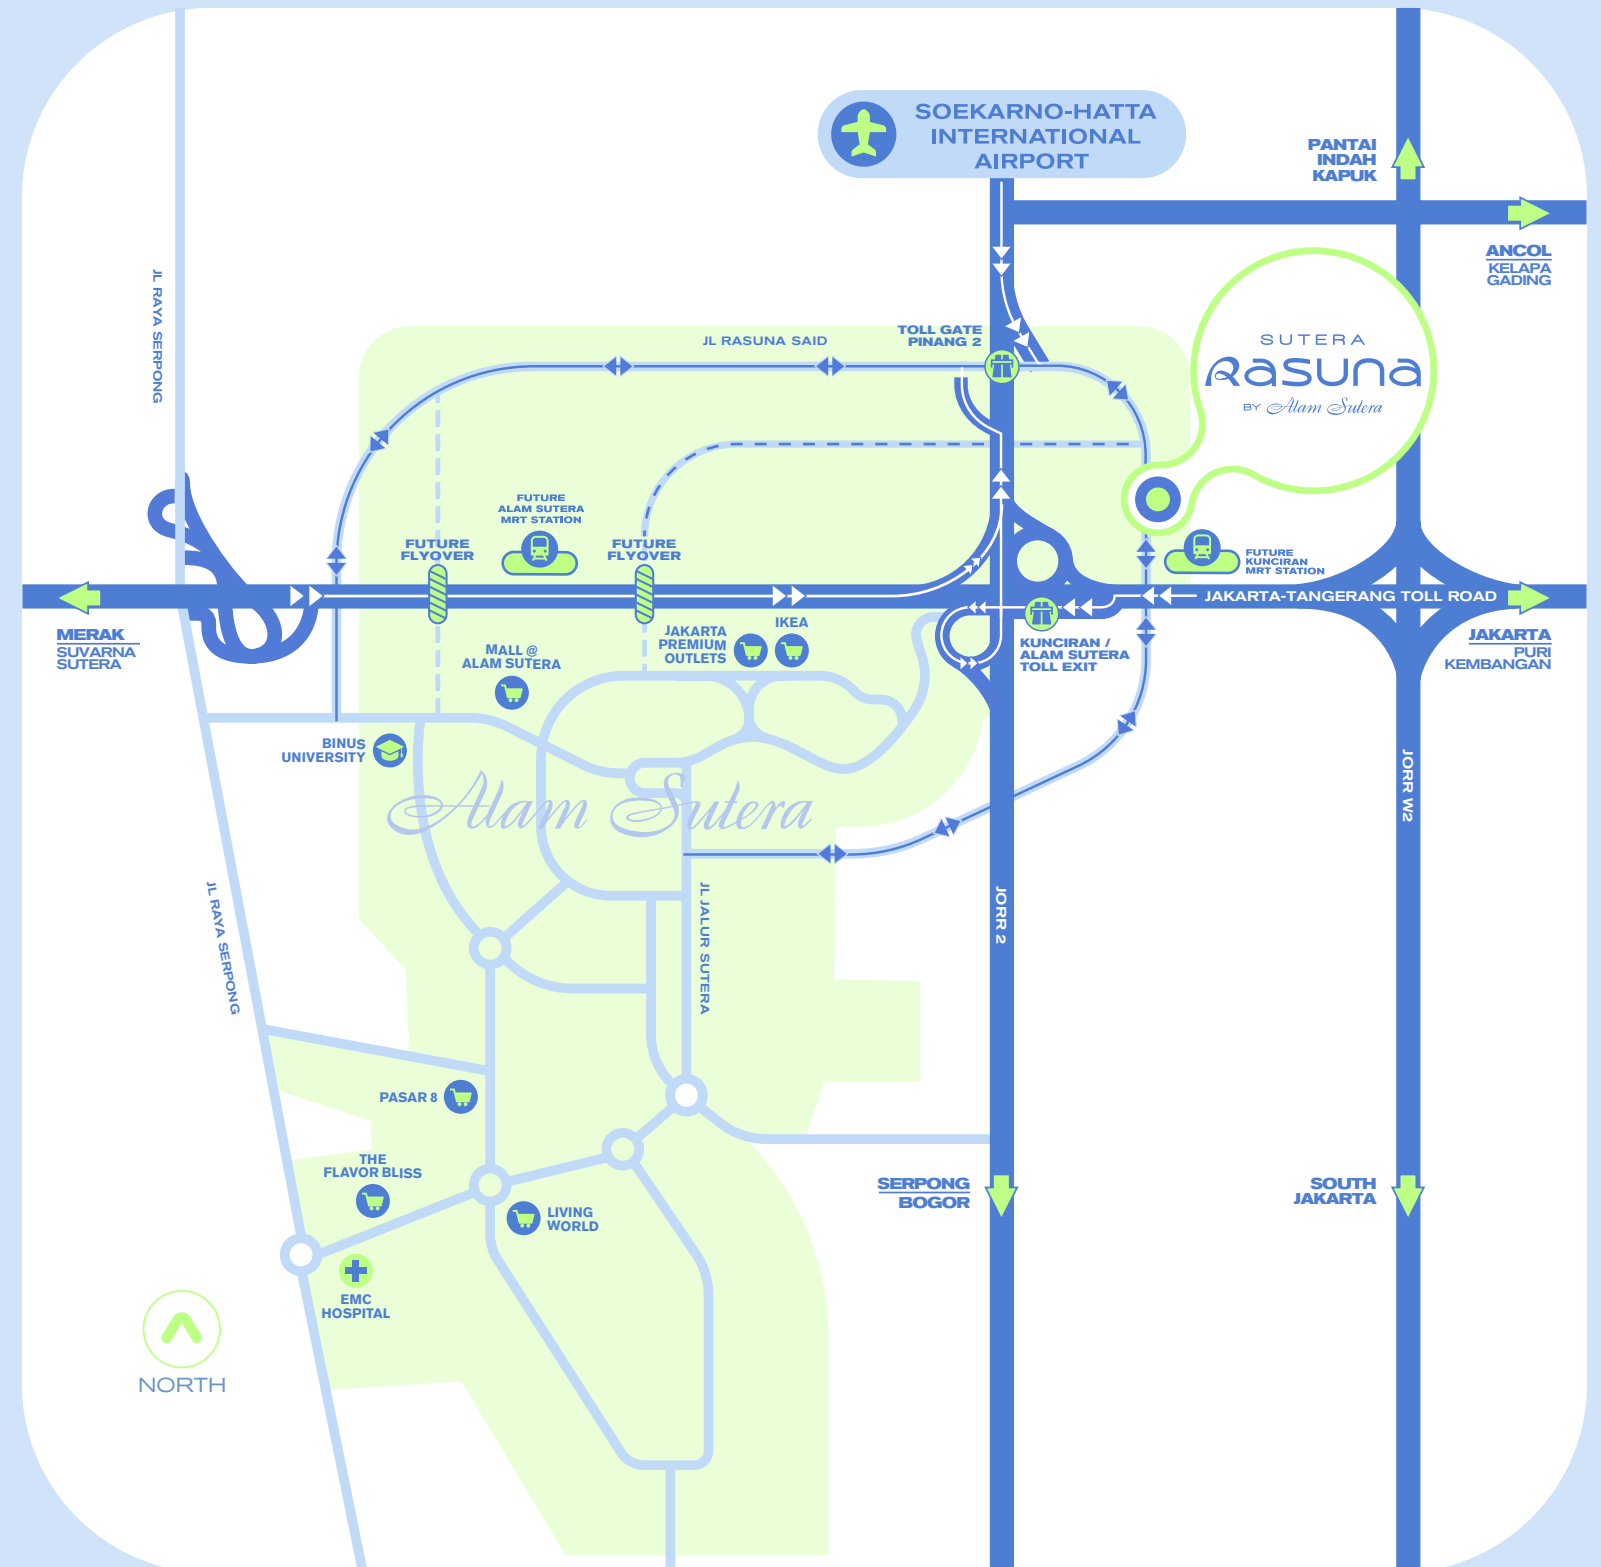 SOEKARNO-HATTA
INTERNATIONAL
AIRPORT
PANTAI
INDAH
KAPUK
ANCOL
KELAPA
GADING
JL RAYA SERPONG
TOLL GATE
PINANG 2
JL RASUNA SAID
SUTERA
Rasuna
BY Alam Sutera
FUTURE
ALAM SUTERA
MRT STATION
FUTURE
FLYOVER
FUTURE
FLYOVER
FUTURE
KUNCIRAN
MRT STATION
JAKARTA-TANGERANG TOLL ROAD
MERAK
SUVARNA
SUTERA
MALL @
ALAM SUTERA
JAKARTA
PREMIUM
OUTLETS
IKEA
KUNCIRAN /
ALAM SUTERA
TOLL EXIT
JAKARTA
PURI
KEMBANGAN
BINUS
UNIVERSITY
Alam Sutera
JORR W2
JL RAYA SERPONG
JL JALUR SUTERA
JORR 2
PASAR 8
THE
FLAVOR BLISS
LIVING
WORLD
SERPONG
BOGOR
SOUTH
JAKARTA
EMC
HOSPITAL
NORTH